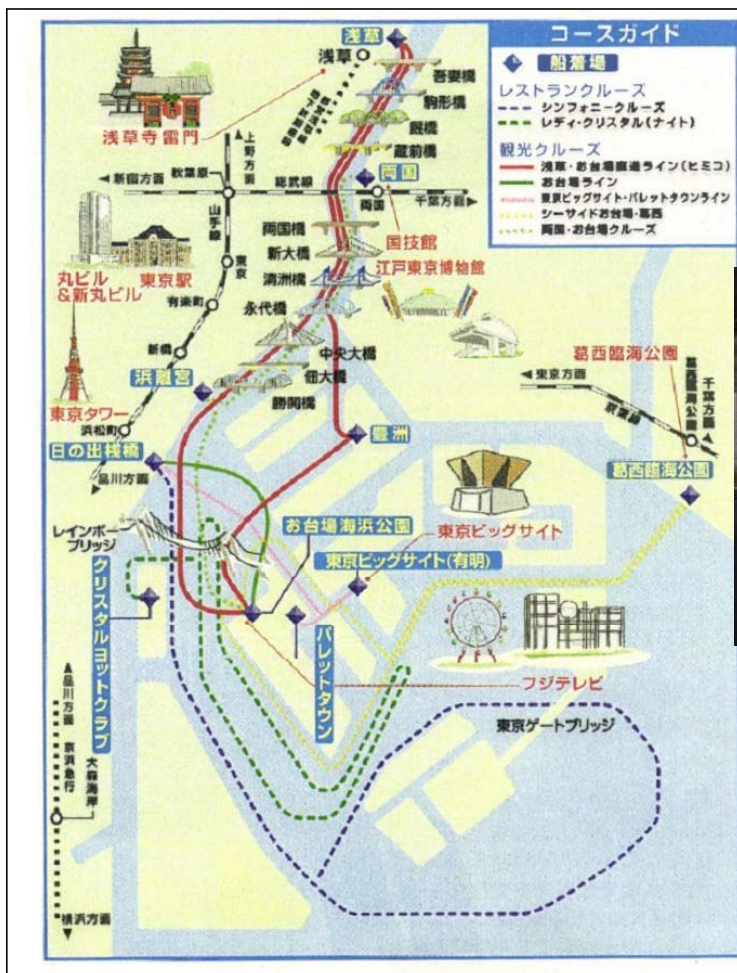 コースガイド
船着場
レストランクルーズ
シンフォニークルーズ
レディ・クリスタル(ナイト)
観光クルーズ
浅草・お台場直通ライン(ヒミコ)
お台場ライン
東京ビッグサイト・パレットタウンライン
シーサイドお台場・葛西
両国・お台場クルーズ
浅草
浅草
吾妻橋
駒形橋
厩橋
蔵前橋
浅草寺雷門
上野方面
新宿方面
秋葉原
総武線
両国
両国
千葉方面
山手線
両国橋
国技館
新大橋
江戸東京博物館
清洲橋
丸ビル
&新丸ビル
東京駅
東京
有楽町
永代橋
中央大橋
新橋
佃大橋
浜離宮
勝鬨橋
葛西臨海公園
東京方面
京葉線
葛西臨海公園
千葉方面
東京タワー
浜松町
日の出桟橋
豊洲
品川方面
葛西臨海公園
レインボー
ブリッジ
お台場海浜公園
東京ビッグサイト
東京ビッグサイト(有明)
クリスタルヨットクラブ
パレットタウン
フジテレビ
東京ゲートブリッジ
品川方面
京浜急行
大森海岸
横浜方面